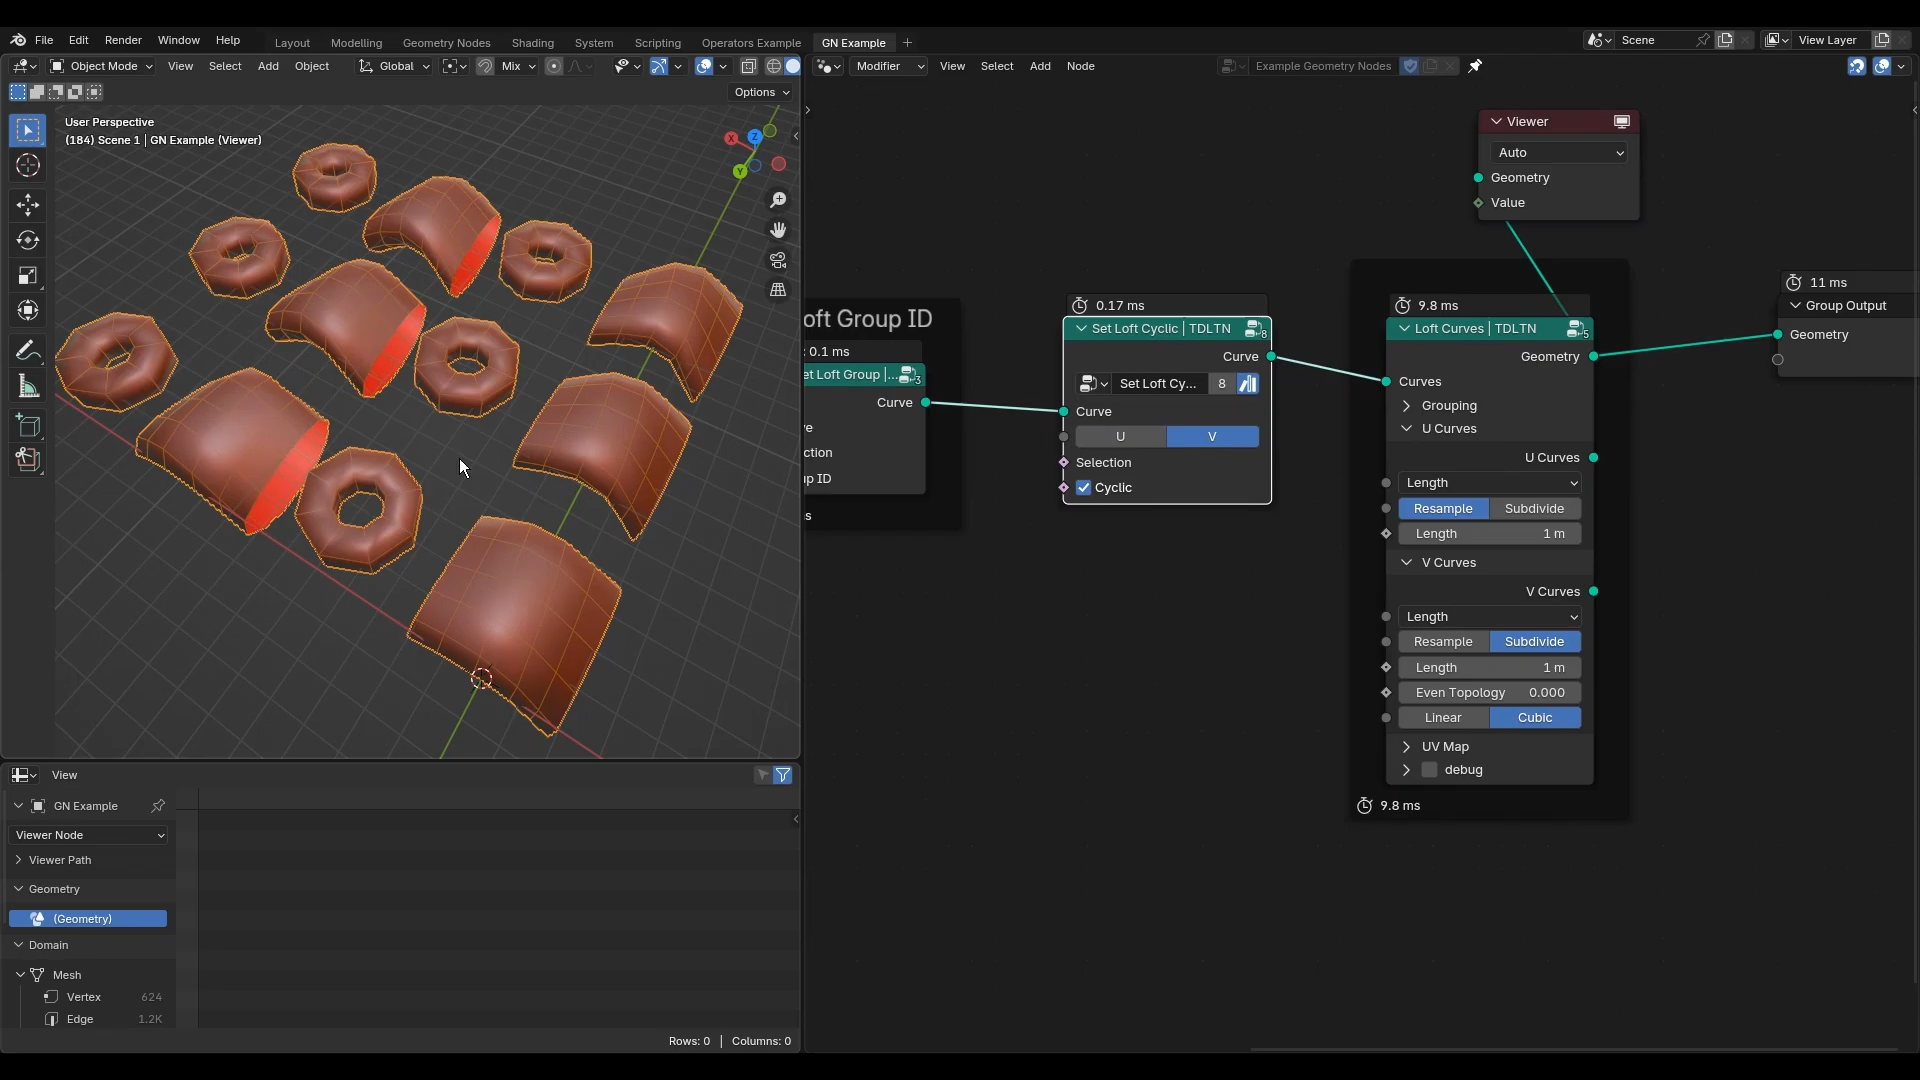 File Edit Render Window Help Layout Modelling Geometry Nodes Shading System Scripting Operators Example GN Example + Scene View Layer
Object Mode View Select Add Object Global Mix
Modifier View Select Add Node Example Geometry Nodes
Options
User Perspective
(184) Scene 1 | GN Example (Viewer)
X
Z
Y
Viewer
Auto
Geometry
Value
oft Group ID
: 0.1 ms
et Loft Group |... 3
Curve
e
ction
p ID
s
0.17 ms
Set Loft Cyclic | TDLTN 8
Curve
Set Loft Cy... 8
Curve
U V
Selection
Cyclic
9.8 ms
Loft Curves | TDLTN 5
Geometry
Curves
Grouping
U Curves
U Curves
Length
Resample Subdivide
Length 1 m
V Curves
V Curves
Length
Resample Subdivide
Length 1 m
Even Topology 0.000
Linear Cubic
UV Map
debug
9.8 ms
11 ms
Group Output
Geometry
View
GN Example
Viewer Node
Viewer Path
Geometry
(Geometry)
Domain
Mesh
Vertex 624
Edge 1.2K
Rows: 0 | Columns: 0